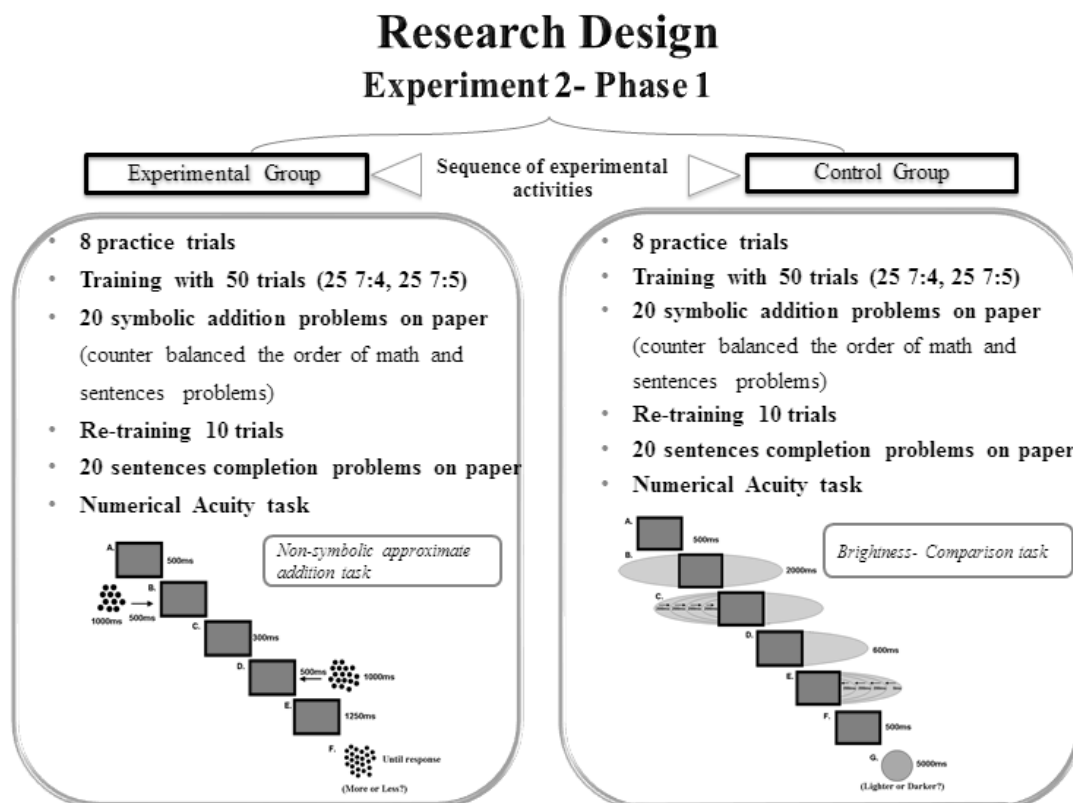 Research Design
Experiment 2- Phase 1
Experimental Group
Sequence of experimental
activities
Control Group
• 8 practice trials
• Training with 50 trials (25 7:4, 25 7:5)
• 20 symbolic addition problems on paper
(counter balanced the order of math and
sentences problems)
• Re-training 10 trials
• 20 sentences completion problems on paper
• Numerical Acuity task
Non-symbolic approximate
addition task
A.
500ms
B.
1000ms
500ms
C.
300ms
D.
500ms
1000ms
E.
1250ms
F.
Until response
(More or Less?)
• 8 practice trials
• Training with 50 trials (25 7:4, 25 7:5)
• 20 symbolic addition problems on paper
(counter balanced the order of math and
sentences problems)
• Re-training 10 trials
• 20 sentences completion problems on paper
• Numerical Acuity task
Brightness- Comparison task
A.
500ms
B.
2000ms
C.
D.
600ms
E.
F.
500ms
G.
5000ms
(Lighter or Darker?)